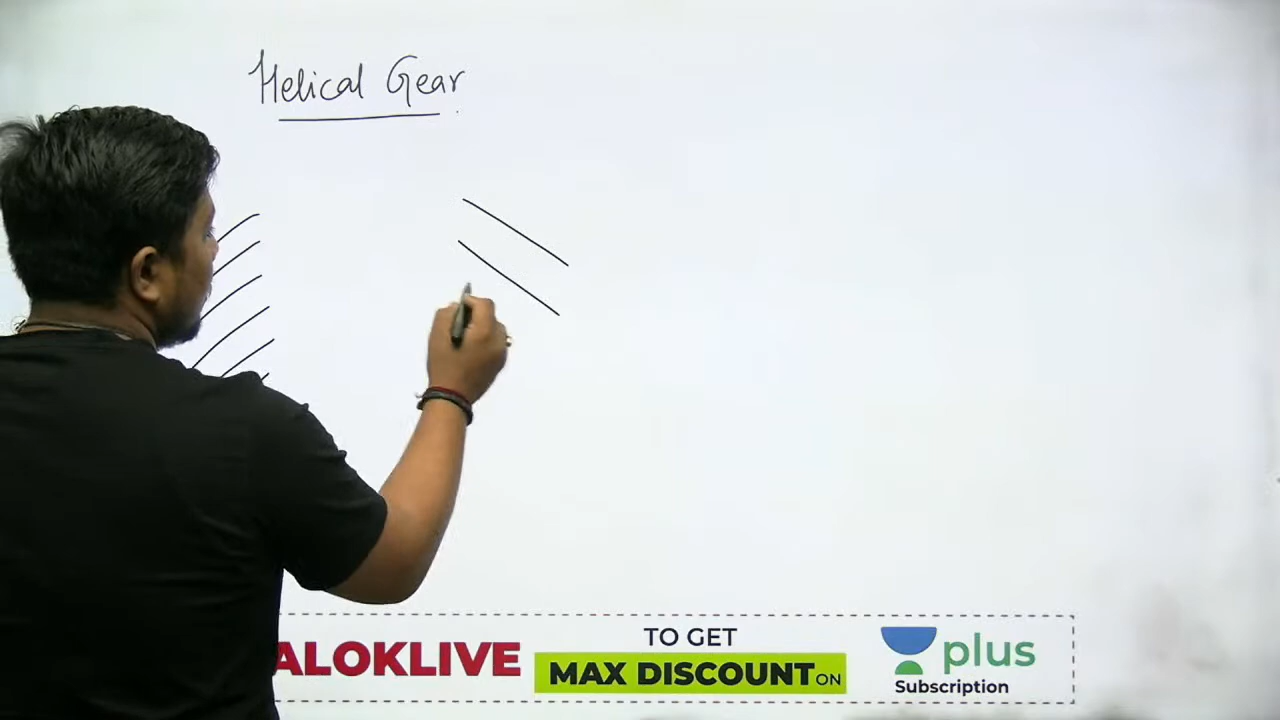 Helical Gear
ALOKLIVE
TO GET
MAX DISCOUNT ON
plus
Subscription